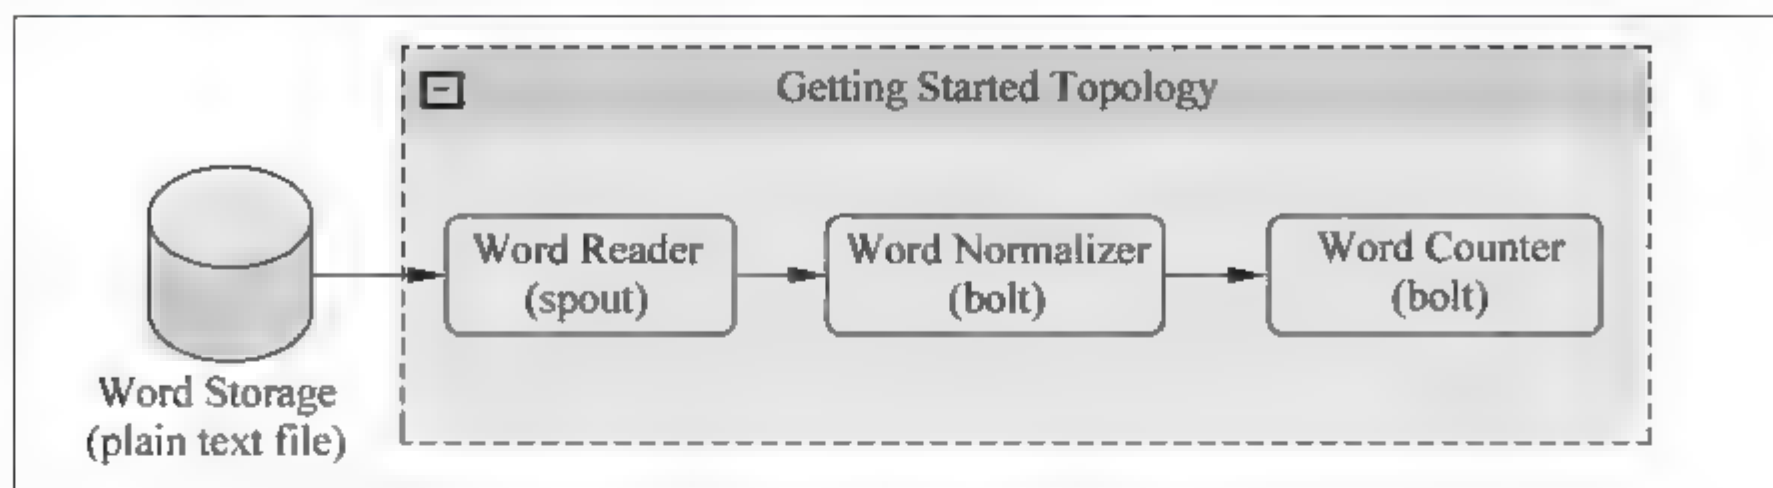 Getting Started Topology
Word Reader
(spout)
Word Normalizer
(bolt)
Word Counter
(bolt)
Word Storage
(plain text file)